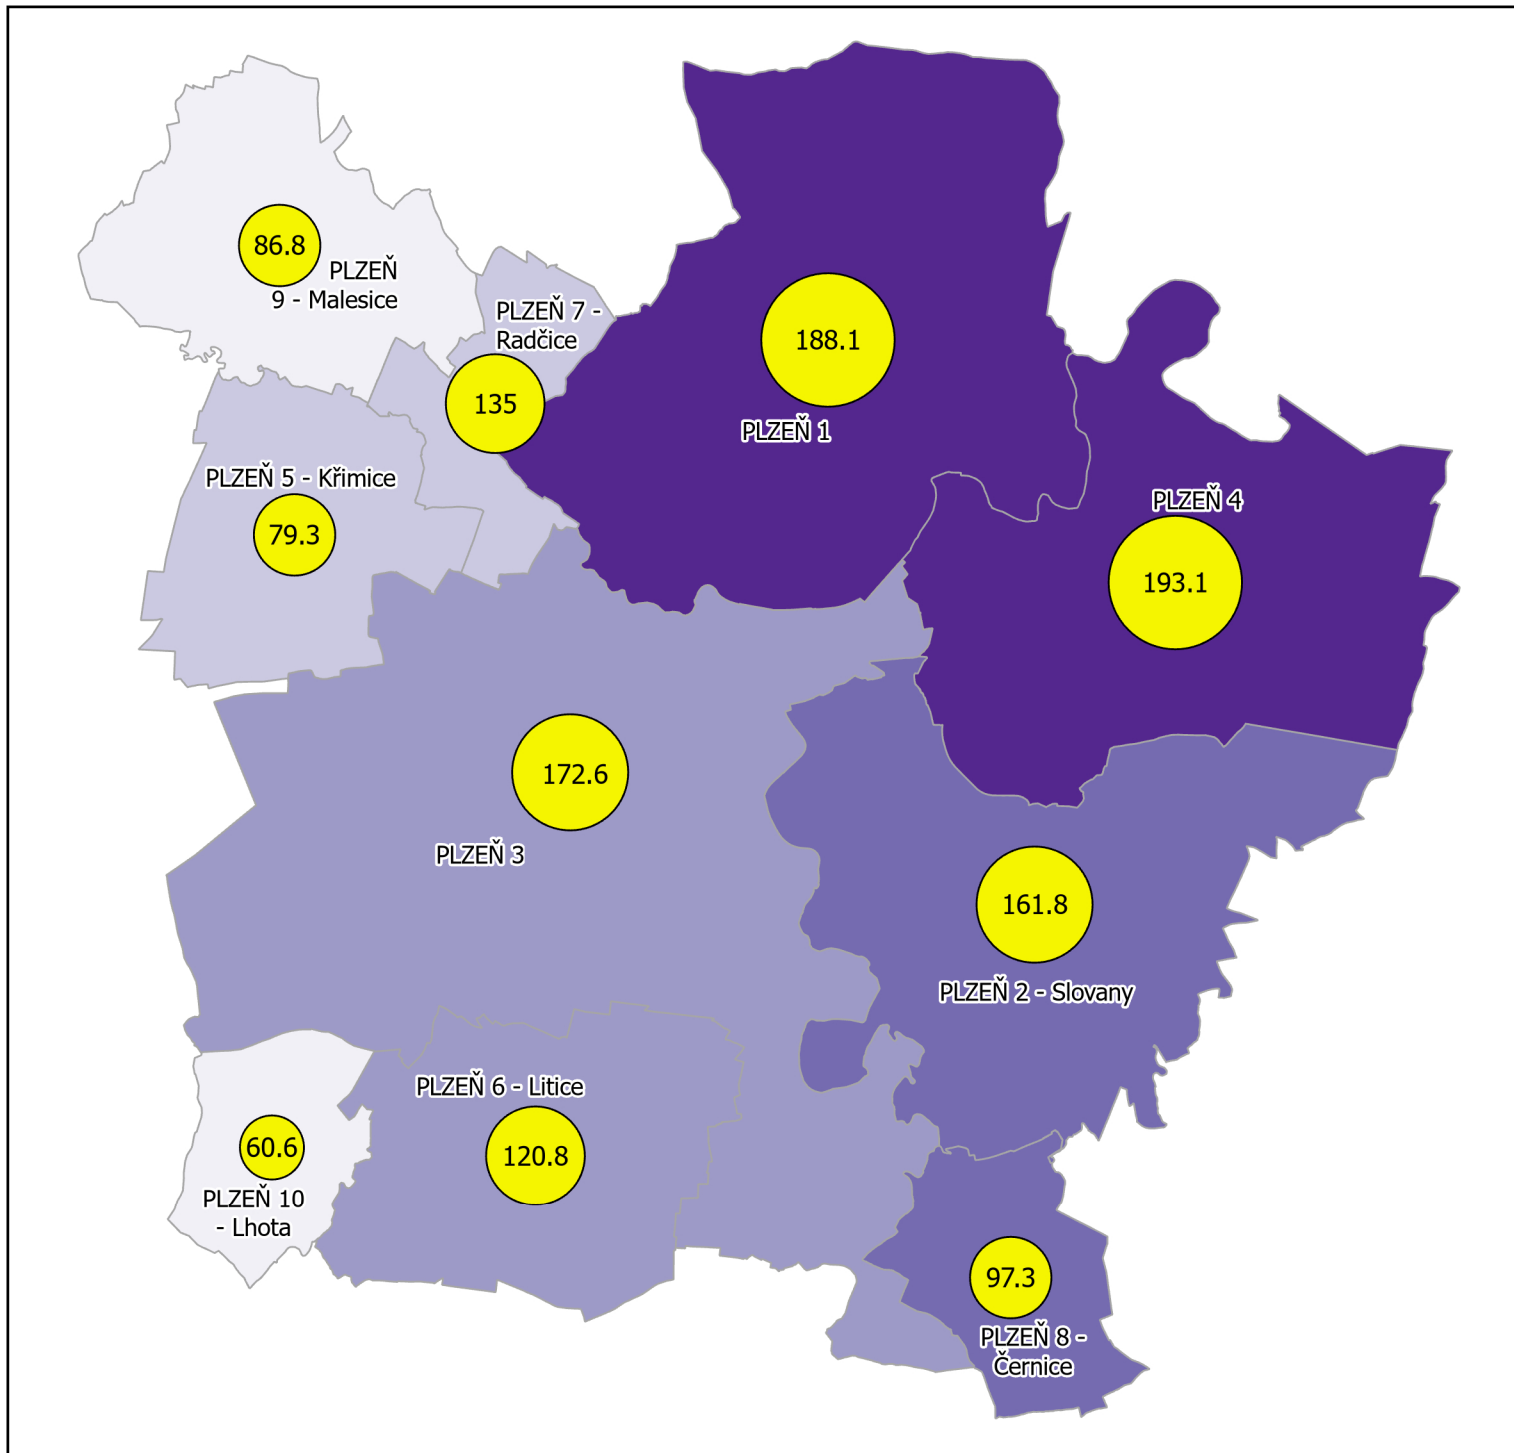 86.8
PLZEŇ
9 - Malesice
PLZEŇ 7 -
Radčice
135
188.1
PLZEŇ 1
PLZEŇ 5 - Křimice
79.3
PLZEŇ 4
193.1
172.6
PLZEŇ 3
161.8
PLZEŇ 2 - Slovany
PLZEŇ 6 - Litice
120.8
60.6
PLZEŇ 10
- Lhota
97.3
PLZEŇ 8 -
Černice